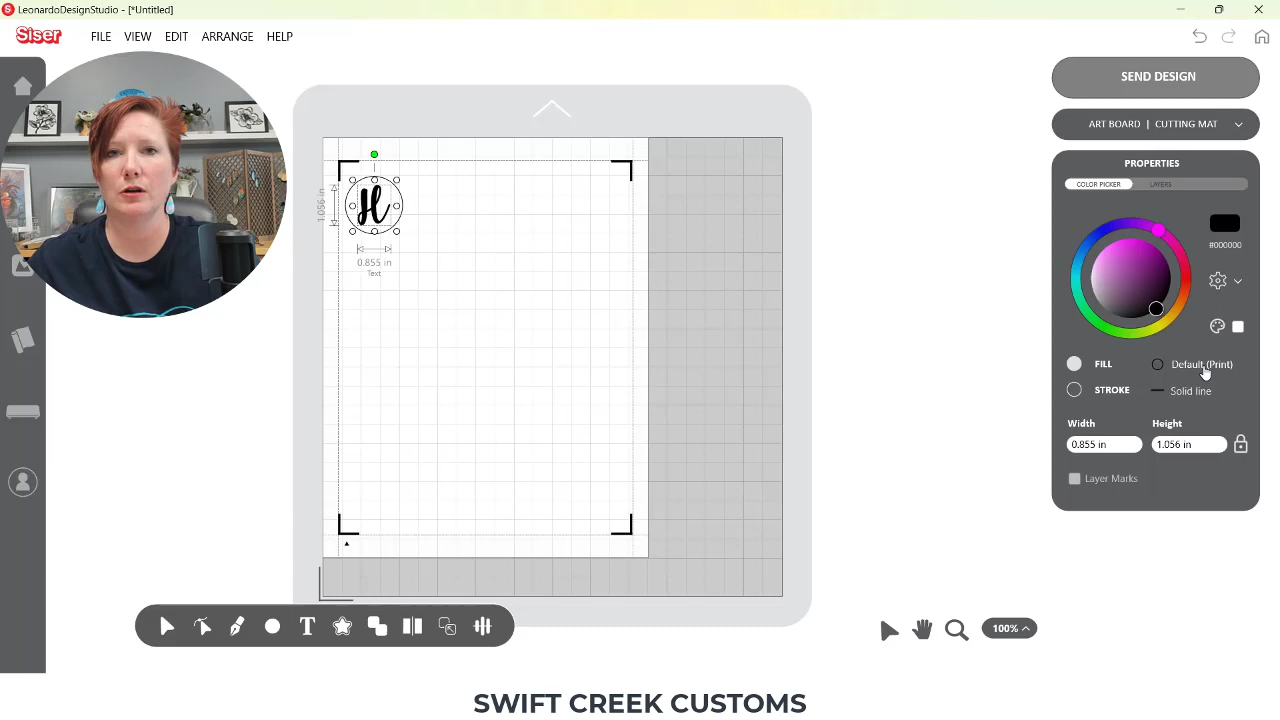 LeonardoDesignStudio - [*Untitled]
Siser
FILE VIEW EDIT ARRANGE HELP
SEND DESIGN
ART BOARD | CUTTING MAT
PROPERTIES
COLOR PICKER LAYERS
#000000
FILL Default (Print)
STROKE Solid line
Width Height
0.855 in 1.056 in
Layer Marks
1.056 in
H
0.855 in
Text
T
100%
SWIFT CREEK CUSTOMS